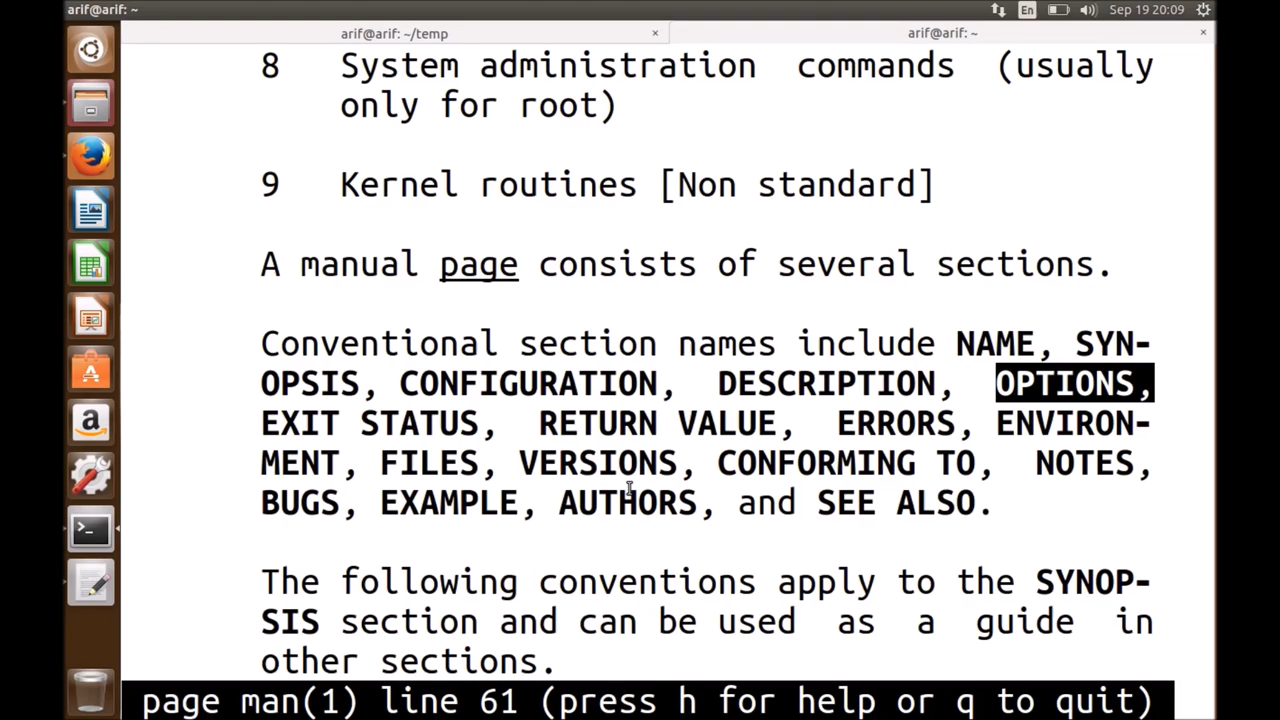 arif@arif: ~
En
Sep 19 20:09
arif@arif: ~/temp × arif@arif: ~ ×
8 System administration commands (usually
only for root)
9 Kernel routines [Non standard]
A manual page consists of several sections.
Conventional section names include NAME, SYN-
OPSIS, CONFIGURATION, DESCRIPTION, OPTIONS,
EXIT STATUS, RETURN VALUE, ERRORS, ENVIRON-
MENT, FILES, VERSIONS, CONFORMING TO, NOTES,
BUGS, EXAMPLE, AUTHORS, and SEE ALSO.
The following conventions apply to the SYNOP-
SIS section and can be used as a guide in
other sections.
page man(1) line 61 (press h for help or q to quit)